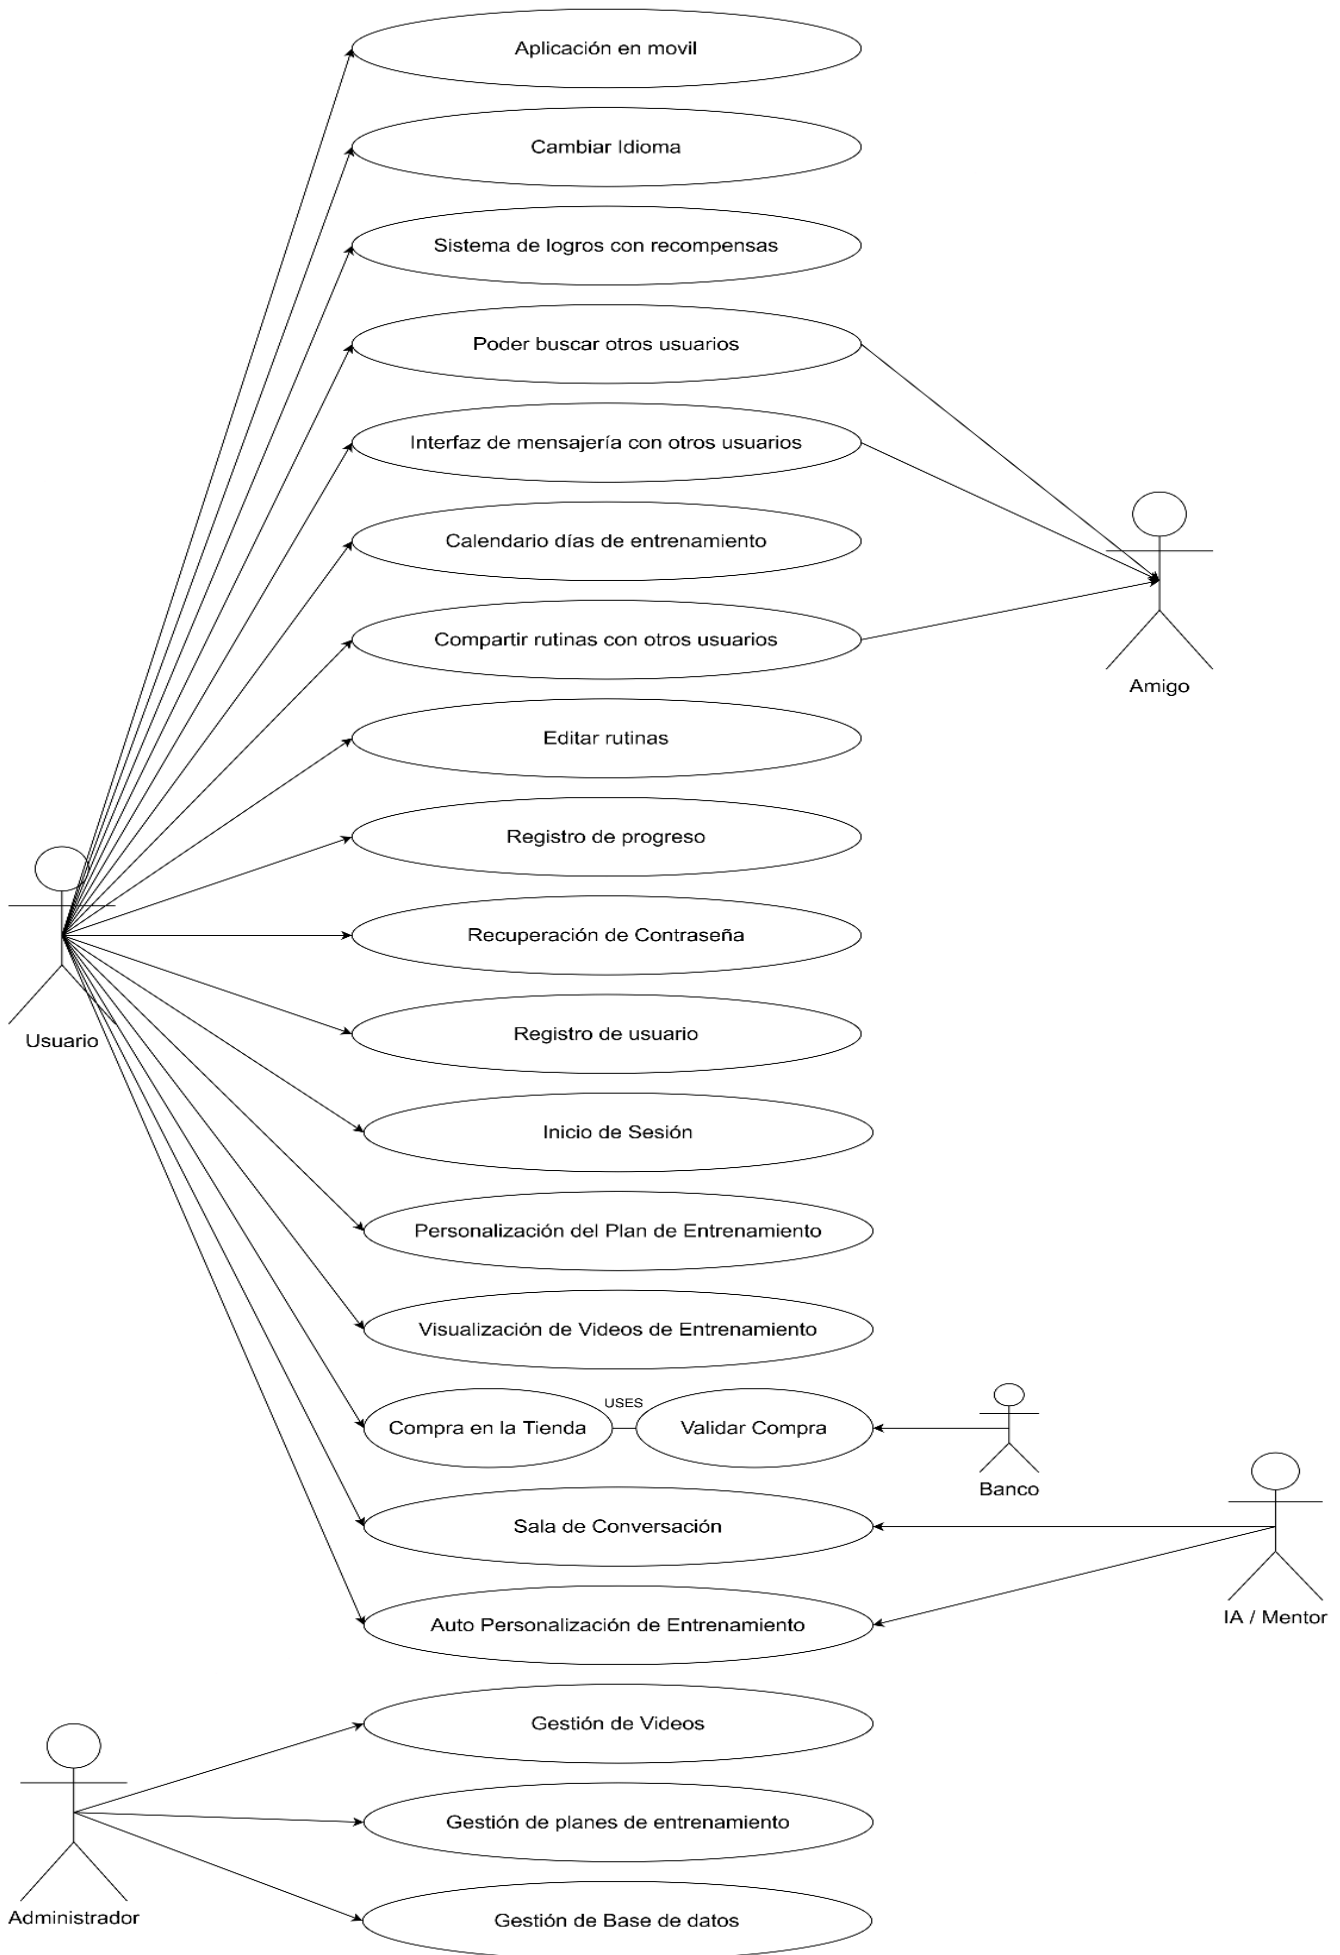 Aplicación en movil
Cambiar Idioma
Sistema de logros con recompensas
Poder buscar otros usuarios
Interfaz de mensajería con otros usuarios
Calendario días de entrenamiento
Compartir rutinas con otros usuarios
Amigo
Editar rutinas
Registro de progreso
Recuperación de Contraseña
Registro de usuario
Usuario
Inicio de Sesión
Personalización del Plan de Entrenamiento
Visualización de Videos de Entrenamiento
Compra en la Tienda
USES
Validar Compra
Banco
Sala de Conversación
IA / Mentor
Auto Personalización de Entrenamiento
Gestión de Videos
Gestión de planes de entrenamiento
Administrador
Gestión de Base de datos